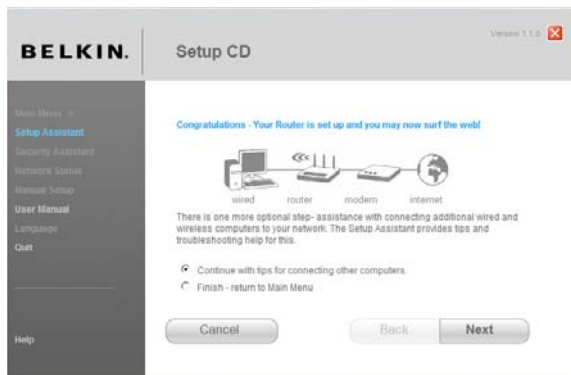 BELKIN.
Setup CD
Version 1.1.0
Main Menu
Setup Assistant
Security Assistant
Network Status
Manual Setup
User Manual
Language
Quit
Help
Congratulations - Your Router is set up and you may now surf the web!
wired router modem internet
There is one more optional step- assistance with connecting additional wired and
wireless computers to your network. The Setup Assistant provides tips and
troubleshooting help for this.
Continue with tips for connecting other computers.
Finish - return to Main Menu
Cancel
Back
Next